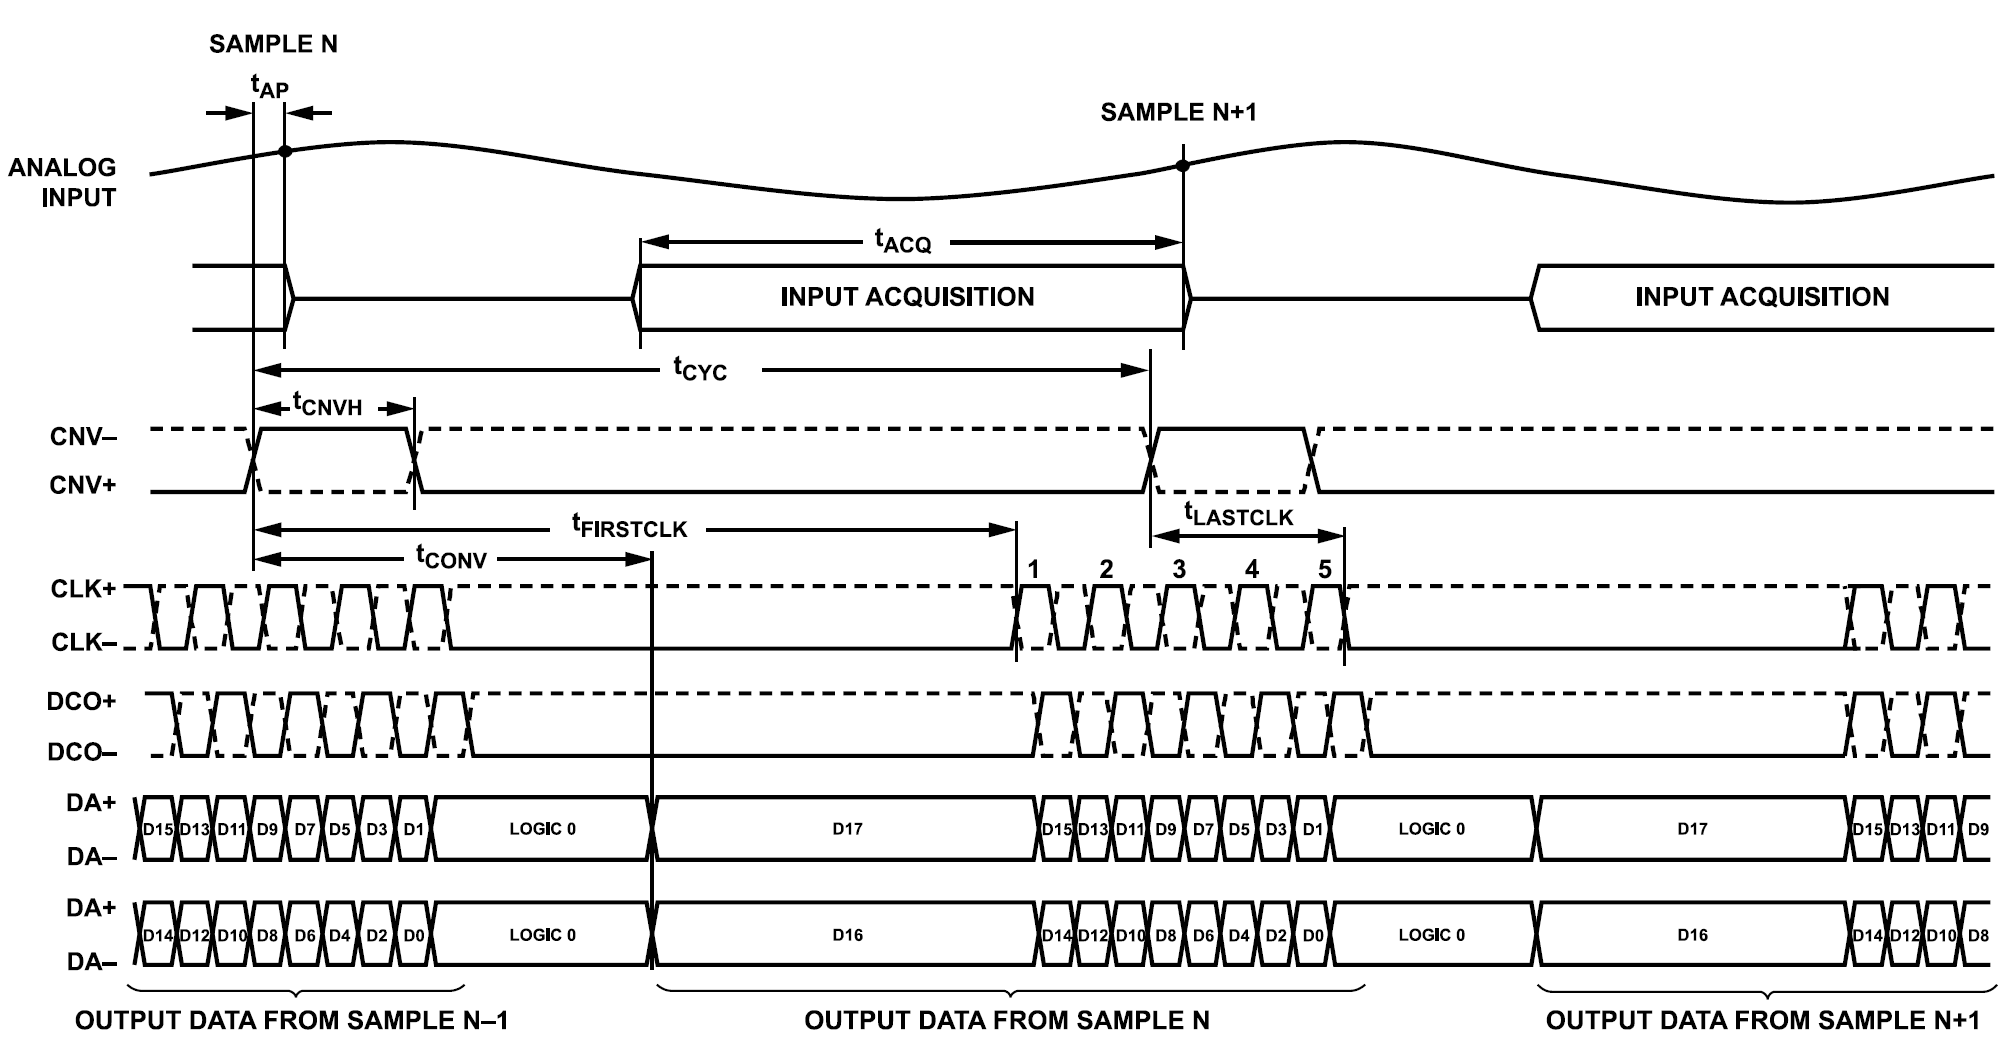 SAMPLE N
tAP
SAMPLE N+1
ANALOG
INPUT
tACQ
INPUT ACQUISITION
INPUT ACQUISITION
tCYC
tCNVH
CNV–
CNV+
tFIRSTCLK
tLASTCLK
tCONV
1 2 3 4 5
CLK+
CLK–
DCO+
DCO–
DA+
D15 D13 D11 D9 D7 D5 D3 D1 LOGIC 0 D17 D15 D13 D11 D9 D7 D5 D3 D1 LOGIC 0 D17 D15 D13 D11 D9
DA–
DA+
D14 D12 D10 D8 D6 D4 D2 D0 LOGIC 0 D16 D14 D12 D10 D8 D6 D4 D2 D0 LOGIC 0 D16 D14 D12 D10 D8
DA–
OUTPUT DATA FROM SAMPLE N–1
OUTPUT DATA FROM SAMPLE N
OUTPUT DATA FROM SAMPLE N+1